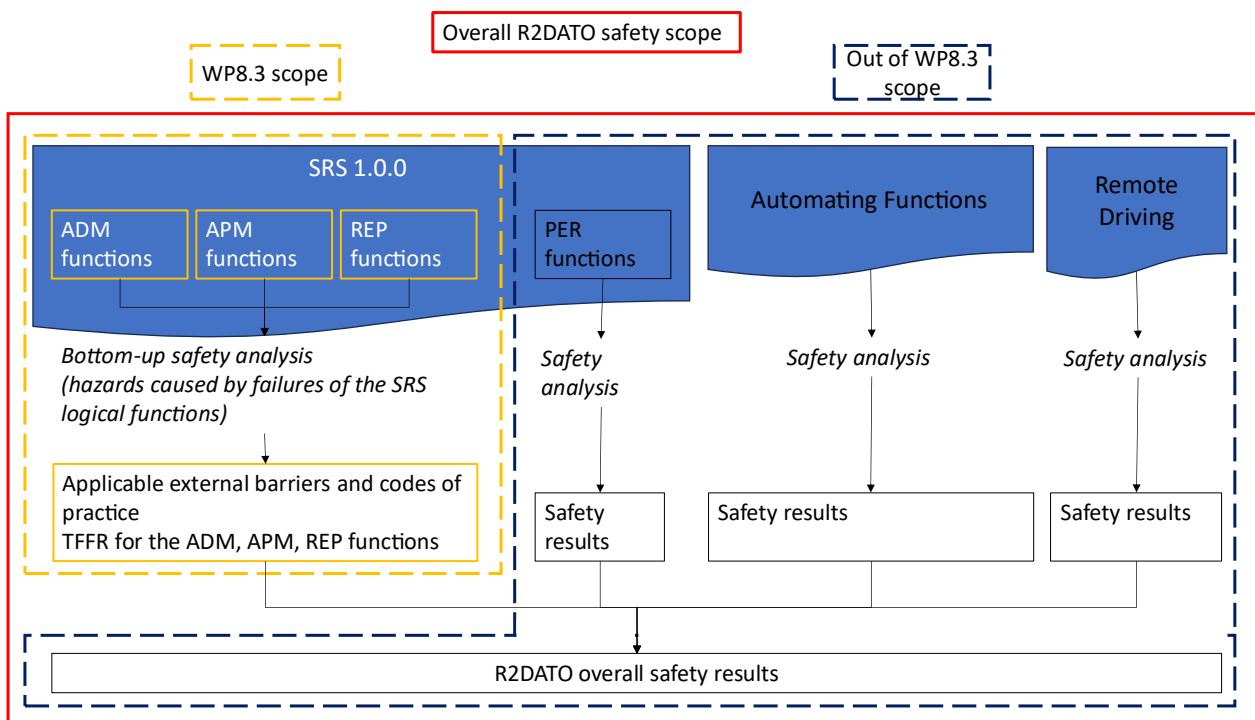 Overall R2DATO safety scope
WP8.3 scope
Out of WP8.3
scope
SRS 1.0.0
ADM
functions
APM
functions
REP
functions
PER
functions
Automating Functions
Remote
Driving
Bottom-up safety analysis
(hazards caused by failures of the SRS
logical functions)
Safety
analysis
Safety analysis
Safety analysis
Applicable external barriers and codes of
practice
TFFR for the ADM, APM, REP functions
Safety
results
Safety results
Safety results
R2DATO overall safety results